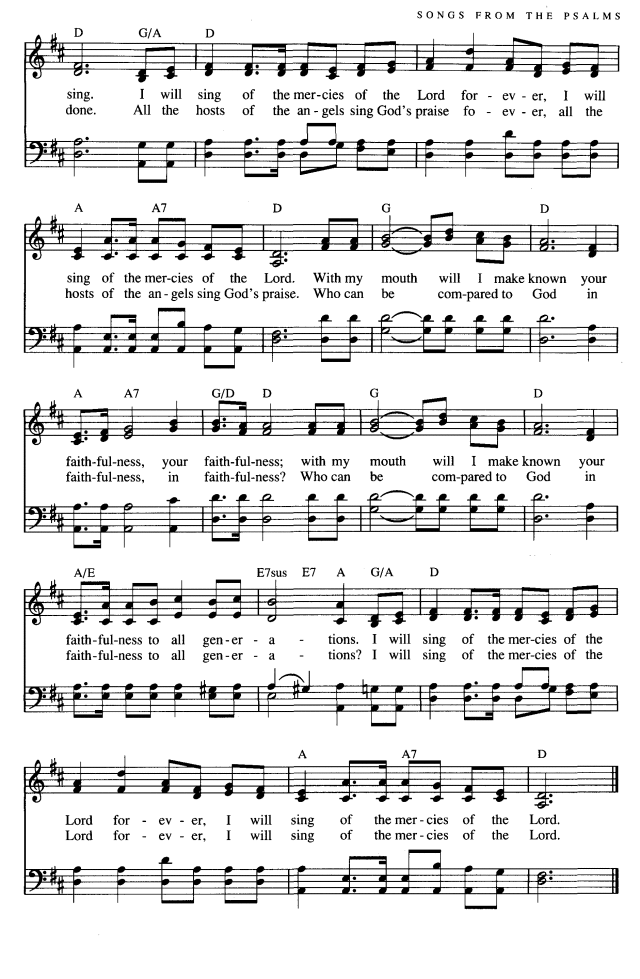 SONGS FROM THE PSALMS
D G/A D
sing. I will sing of the mer-cies of the Lord for - ev - er, I will
done. All the hosts of the an - gels sing God's praise fo - ev - er, all the
A A7 D G D
sing of the mer-cies of the Lord. With my mouth will I make known your
hosts of the an - gels sing God's praise. Who can be com-pared to God in
A A7 G/D D G D
faith-ful-ness, your faith-ful-ness; with my mouth will I make known your
faith-ful-ness, in faith-ful-ness? Who can be com-pared to God in
A/E E7sus E7 A G/A D
faith-ful-ness to all gen-er - a - tions. I will sing of the mer-cies of the
faith-ful-ness to all gen-er - a - tions? I will sing of the mer-cies of the
A A7 D
Lord for - ev - er, I will sing of the mer - cies of the Lord.
Lord for - ev - er, I will sing of the mer - cies of the Lord.